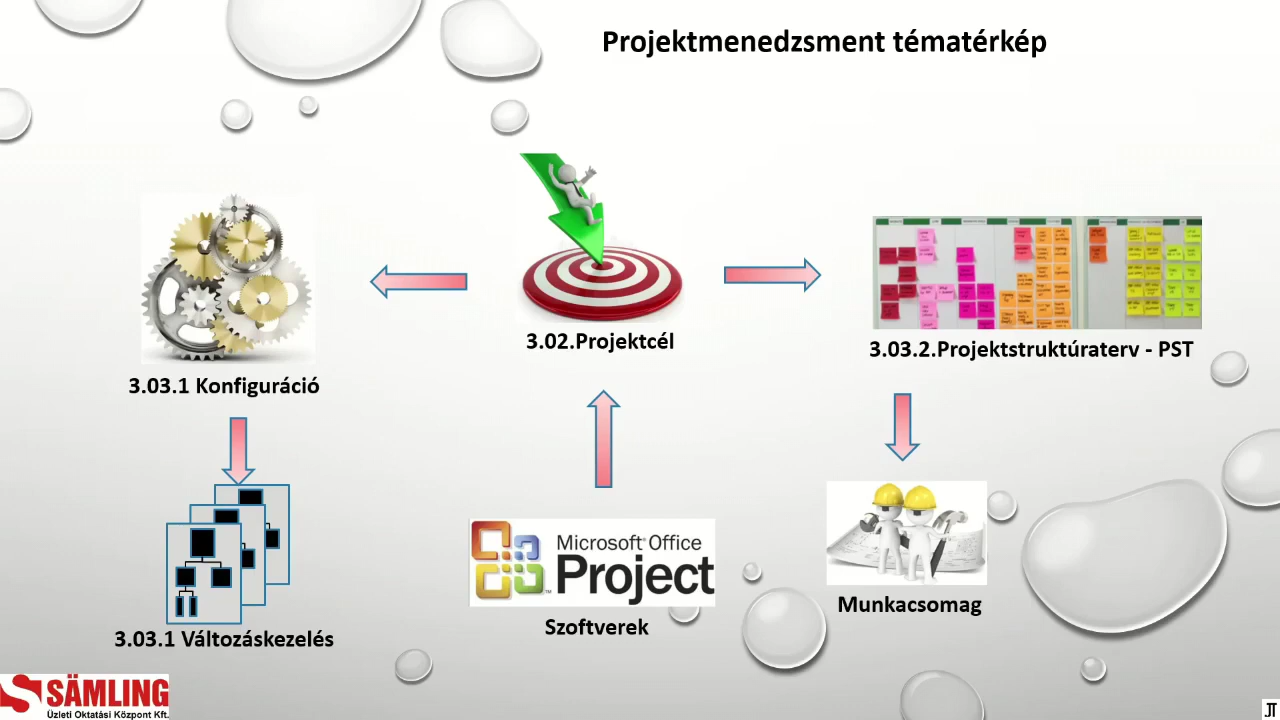 Projektmenedzsment tématérkép
3.02.Projektcél
3.03.2.Projektstruktúraterv - PST
3.03.1 Konfiguráció
Microsoft Office
Project
Munkacsomag
Szoftverek
3.03.1 Változáskezelés
SÄMLING
Üzleti Oktatási Központ Kft.